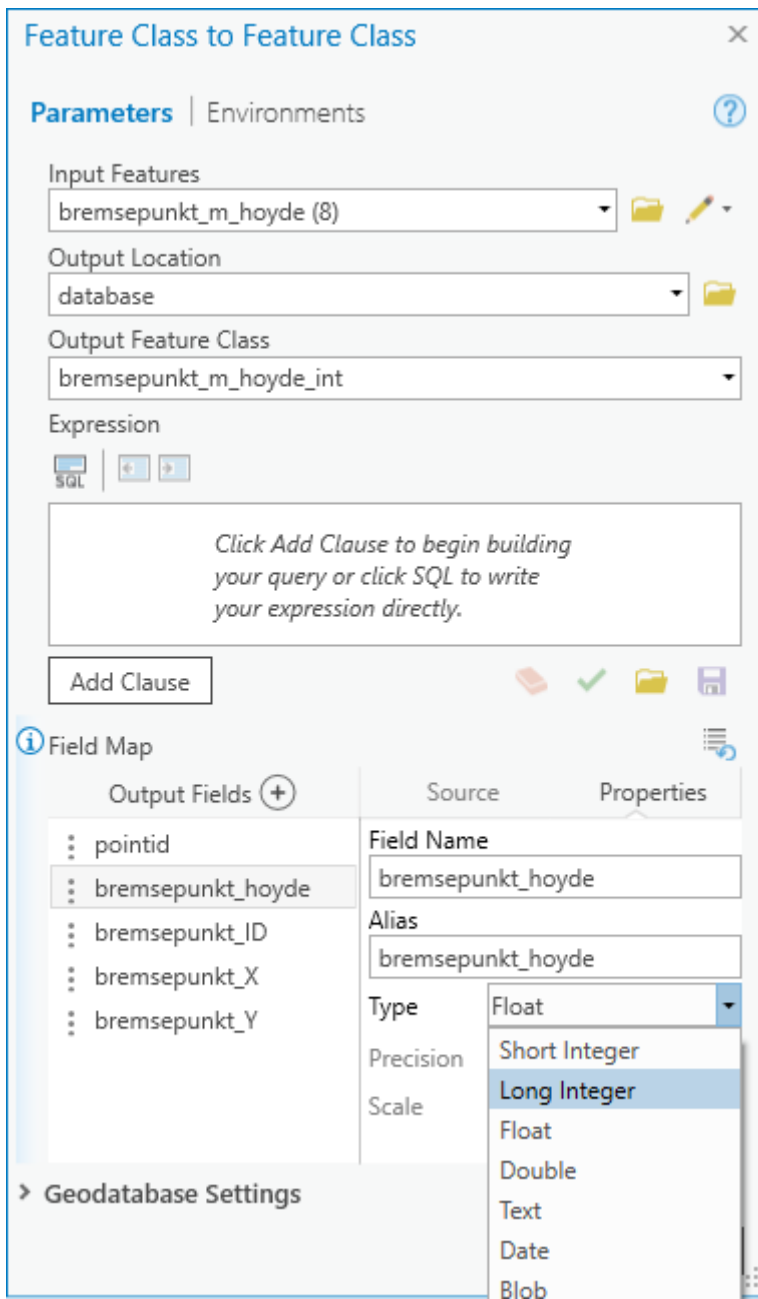 Feature Class to Feature Class
Parameters | Environments
Input Features
bremsepunkt_m_hoyde (8)
Output Location
database
Output Feature Class
bremsepunkt_m_hoyde_int
Expression
SQL
Click Add Clause to begin building
your query or click SQL to write
your expression directly.
Add Clause
Field Map
Output Fields
Source
Properties
pointid
bremsepunkt_hoyde
bremsepunkt_ID
bremsepunkt_X
bremsepunkt_Y
Field Name
bremsepunkt_hoyde
Alias
bremsepunkt_hoyde
Type
Float
Precision
Scale
Short Integer
Long Integer
Float
Double
Text
Date
Blob
Geodatabase Settings